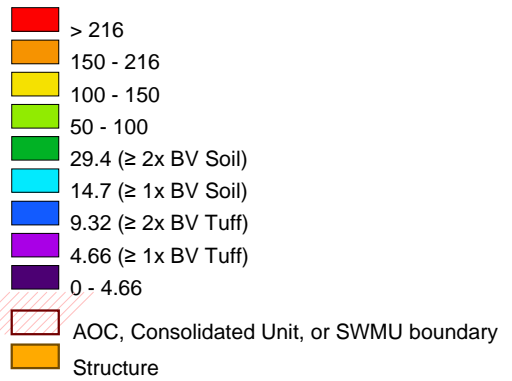 > 216
150 - 216
100 - 150
50 - 100
29.4 (≥ 2x BV Soil)
14.7 (≥ 1x BV Soil)
9.32 (≥ 2x BV Tuff)
4.66 (≥ 1x BV Tuff)
0 - 4.66
AOC, Consolidated Unit, or SWMU boundary
Structure